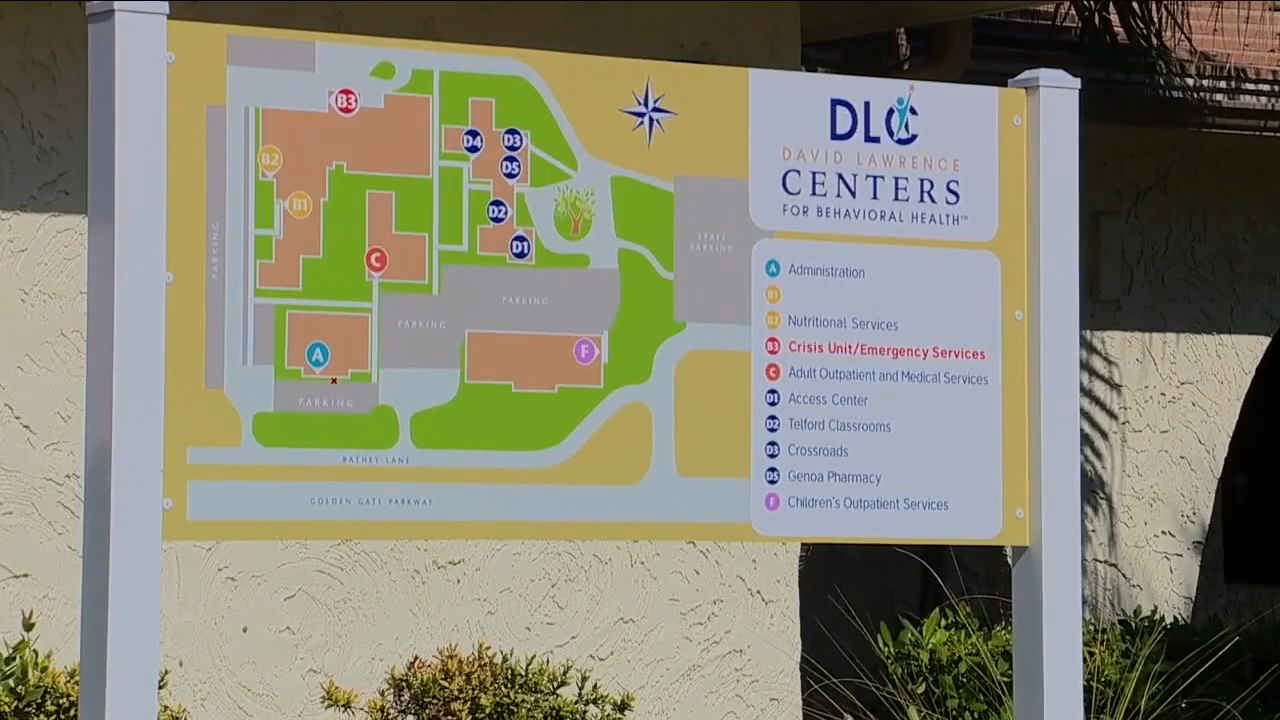 B3
D4
D3
B2
D5
B1
D2
D1
C
PARKING
STAFF
PARKING
PARKING
PARKING
A
F
PARKING
BATHEY LANE
GOLDEN GATE PARKWAY
DLC
DAVID LAWRENCE
CENTERS
FOR BEHAVIORAL HEALTH™
A Administration
B1
B2 Nutritional Services
B3 Crisis Unit/Emergency Services
C Adult Outpatient and Medical Services
D1 Access Center
D2 Telford Classrooms
D3 Crossroads
D5 Genoa Pharmacy
F Children's Outpatient Services